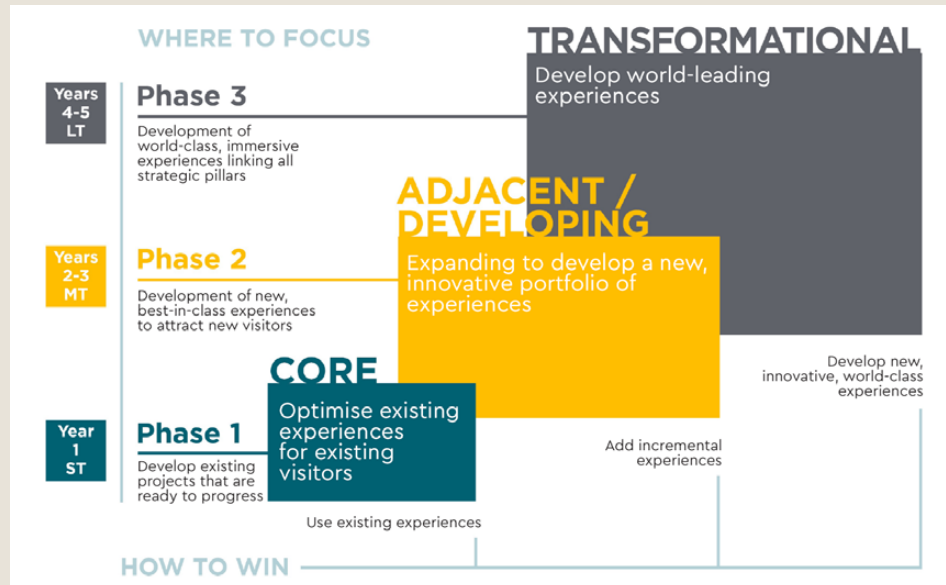 WHERE TO FOCUS
TRANSFORMATIONAL
Develop world-leading
experiences
Years
4-5
LT
Phase 3
Development of
world-class, immersive
experiences linking all
strategic pillars
ADJACENT /
DEVELOPING
Expanding to develop a new,
innovative portfolio of
experiences
Years
2-3
MT
Phase 2
Development of new,
best-in-class experiences
to attract new visitors
CORE
Optimise existing
experiences
for existing
visitors
Year
1
ST
Phase 1
Develop existing
projects that are
ready to progress
Develop new,
innovative, world-class
experiences
Add incremental
experiences
Use existing experiences
HOW TO WIN